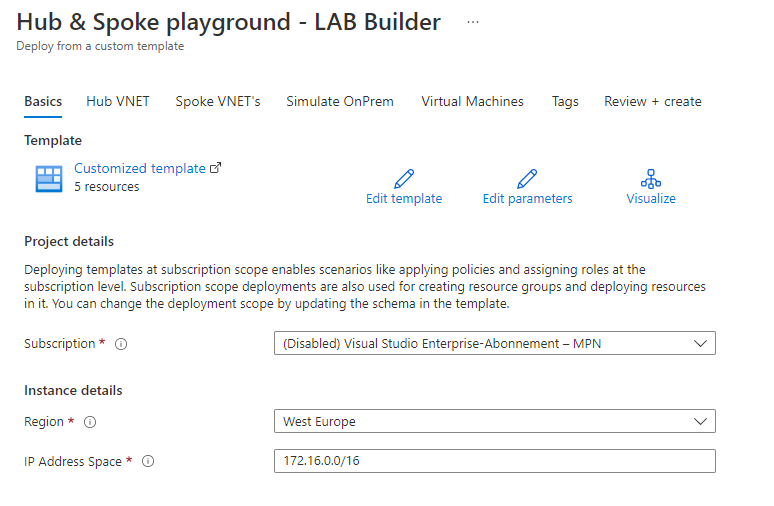 Hub & Spoke playground - LAB Builder ...
Deploy from a custom template
Basics Hub VNET Spoke VNET's Simulate OnPrem Virtual Machines Tags Review + create
Template
Customized template
5 resources
Edit template Edit parameters Visualize
Project details
Deploying templates at subscription scope enables scenarios like applying policies and assigning roles at the
subscription level. Subscription scope deployments are also used for creating resource groups and deploying resources
in it. You can change the deployment scope by updating the schema in the template.
Subscription * (Disabled) Visual Studio Enterprise-Abonnement – MPN
Instance details
Region * West Europe
IP Address Space * 172.16.0.0/16